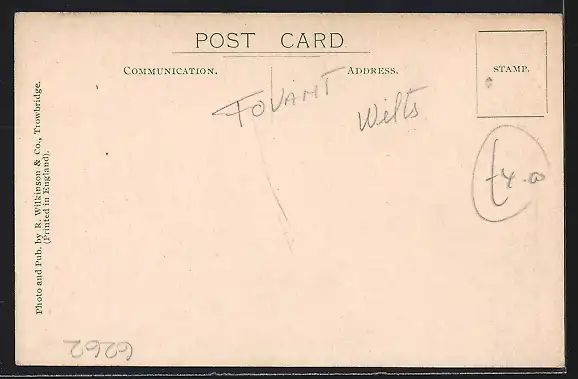 POST CARD
COMMUNICATION.
ADDRESS.
STAMP.
FOVANT
Wilts
£4.00
Photo and Pub. by R. Wilkinson & Co., Trowbridge.
(Printed in England).
6262